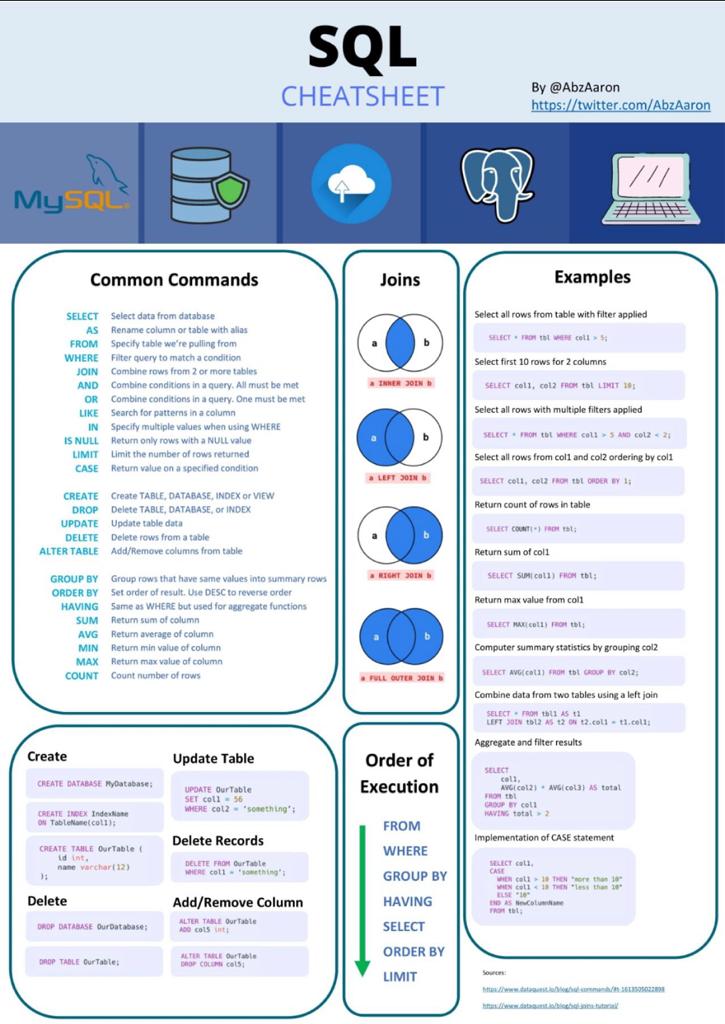 SQL
CHEATSHEET
By @AbzAaron
https://twitter.com/AbzAaron
MySQL
Common Commands
SELECT Select data from database
AS Rename column or table with alias
FROM Specify table we're pulling from
WHERE Filter query to match a condition
JOIN Combine rows from 2 or more tables
AND Combine conditions in a query. All must be met
OR Combine conditions in a query. One must be met
LIKE Search for patterns in a column
IN Specify multiple values when using WHERE
IS NULL Return only rows with a NULL value
LIMIT Limit the number of rows returned
CASE Return value on a specified condition
CREATE Create TABLE, DATABASE, INDEX or VIEW
DROP Delete TABLE, DATABASE, or INDEX
UPDATE Update table data
DELETE Delete rows from a table
ALTER TABLE Add/Remove columns from table
GROUP BY Group rows that have same values into summary rows
ORDER BY Set order of result. Use DESC to reverse order
HAVING Same as WHERE but used for aggregate functions
SUM Return sum of column
AVG Return average of column
MIN Return min value of column
MAX Return max value of column
COUNT Count number of rows
Joins
a b
a INNER JOIN b
a b
a LEFT JOIN b
a b
a RIGHT JOIN b
a b
a FULL OUTER JOIN b
Examples
Select all rows from table with filter applied
SELECT * FROM tbl WHERE col1 > 5;
Select first 10 rows for 2 columns
SELECT col1, col2 FROM tbl LIMIT 10;
Select all rows with multiple filters applied
SELECT * FROM tbl WHERE col1 > 5 AND col2 < 2;
Select all rows from col1 and col2 ordering by col1
SELECT col1, col2 FROM tbl ORDER BY 1;
Return count of rows in table
SELECT COUNT(*) FROM tbl;
Return sum of col1
SELECT SUM(col1) FROM tbl;
Return max value from col1
SELECT MAX(col1) FROM tbl;
Computer summary statistics by grouping col2
SELECT AVG(col1) FROM tbl GROUP BY col2;
Combine data from two tables using a left join
SELECT * FROM tbl1 AS t1
LEFT JOIN tbl2 AS t2 ON t2.col1 = t1.col1;
Aggregate and filter results
SELECT
col1,
AVG(col2) * AVG(col3) AS total
FROM tbl
GROUP BY col1
HAVING total > 2
Implementation of CASE statement
SELECT col1,
CASE
WHEN col1 > 10 THEN "more than 10"
WHEN col1 < 10 THEN "less than 10"
ELSE "10"
END AS NewColumnName
FROM tbl;
Create
CREATE DATABASE MyDatabase;
CREATE INDEX IndexName
ON TableName(col1);
CREATE TABLE OurTable (
id int,
name varchar(12)
);
Delete
DROP DATABASE OurDatabase;
DROP TABLE OurTable;
Update Table
UPDATE OurTable
SET col1 = 56
WHERE col2 = 'something';
Delete Records
DELETE FROM OurTable
WHERE col1 = 'something';
Add/Remove Column
ALTER TABLE OurTable
ADD col5 int;
ALTER TABLE OurTable
DROP COLUMN col5;
Order of
Execution
FROM
WHERE
GROUP BY
HAVING
SELECT
ORDER BY
LIMIT
Sources:
https://www.dataquest.io/blog/sql-commands/#t-1613505022898
https://www.dataquest.io/blog/sql-joins-tutorial/